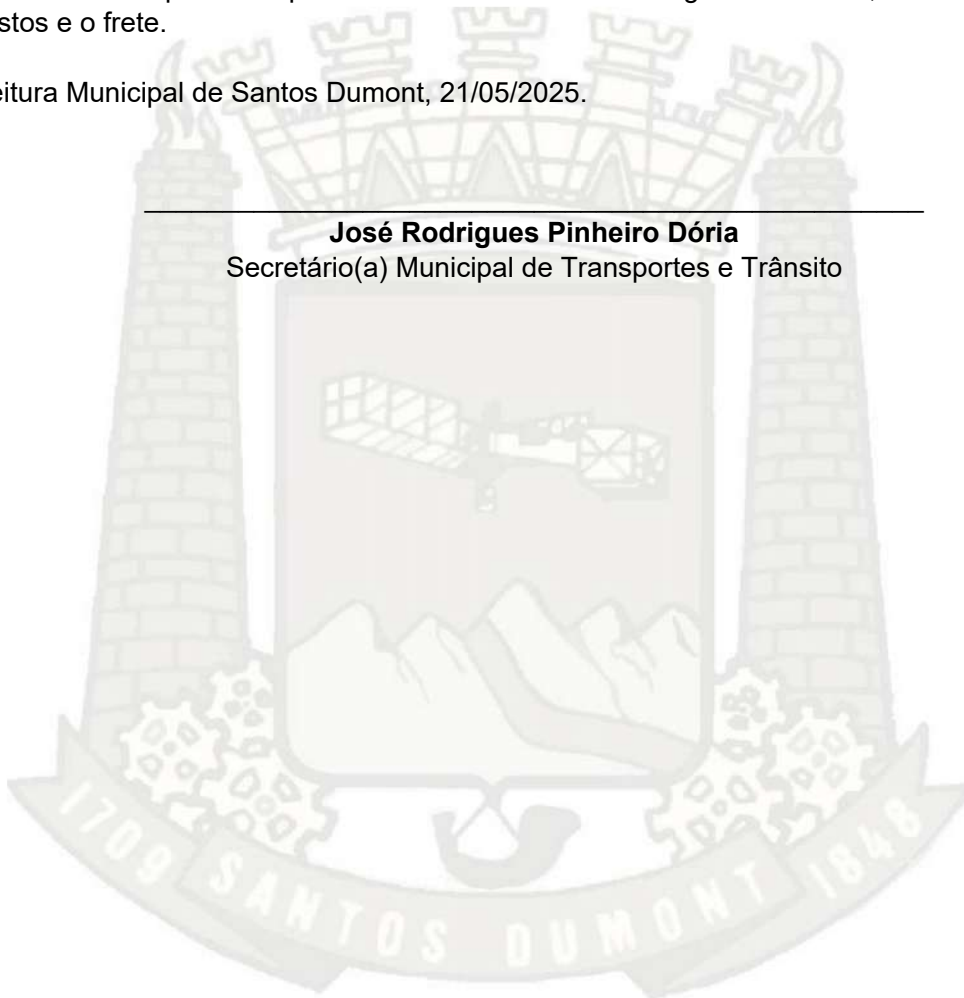 stos e o frete.
eitura Municipal de Santos Dumont, 21/05/2025.
José Rodrigues Pinheiro Dória
Secretário(a) Municipal de Transportes e Trânsito
1709 SANTOS DUMONT 1848